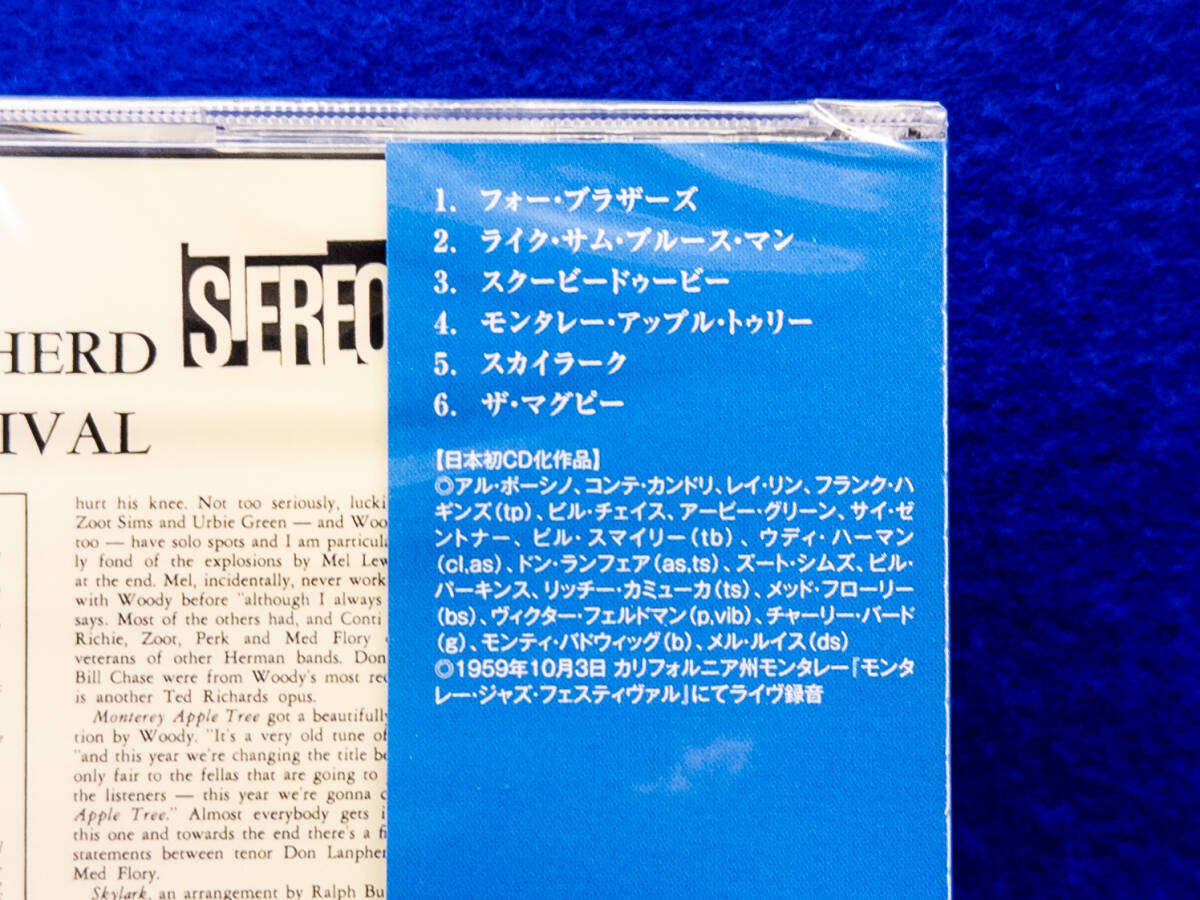 HERD
IVAL
STEREO
hurt his knee. Not too seriously, lucki
Zoot Sims and Urbie Green — and Woo
too — have solo spots and I am particula
ly fond of the explosions by Mel Lew
at the end. Mel, incidentally, never work
with Woody before "although I always
says. Most of the others had, and Conti
Richie, Zoot, Perk and Med Flory
veterans of other Herman bands. Don
Bill Chase were from Woody's most rec
is another Ted Richards opus.
Monterey Apple Tree got a beautifully
tion by Woody. "It's a very old tune of
"and this year we're changing the title be
only fair to the fellas that are going to
the listeners — this year we're gonna c
Apple Tree." Almost everybody gets i
this one and towards the end there's a fi
statements between tenor Don Lanpher
Med Flory.
Skylark, an arrangement by Ralph Bu
1. フォー・ブラザーズ
2. ライク・サム・ブルース・マン
3. スクービードゥービー
4. モンタレー・アップル・トゥリー
5. スカイラーク
6. ザ・マグピー
【日本初CD化作品】
◎アル・ポーシノ、コンテ・カンドリ、レイ・リン、フランク・ハ
ギンズ(tp)、ビル・チェイス、アービー・グリーン、サイ・ゼ
ントナー、ビル・スマイリー(tb)、ウディ・ハーマン
(cl,as)、ドン・ランフェア(as,ts)、ズート・シムズ、ビル・
パーキンス、リッチー・カミューカ(ts)、メッド・フローリー
(bs)、ヴィクター・フェルドマン(p,vib)、チャーリー・バード
(g)、モンティ・バドウィッグ(b)、メル・ルイス(ds)
◎1959年10月3日 カリフォルニア州モンタレー『モンタ
レー・ジャズ・フェスティヴァル』にてライヴ録音